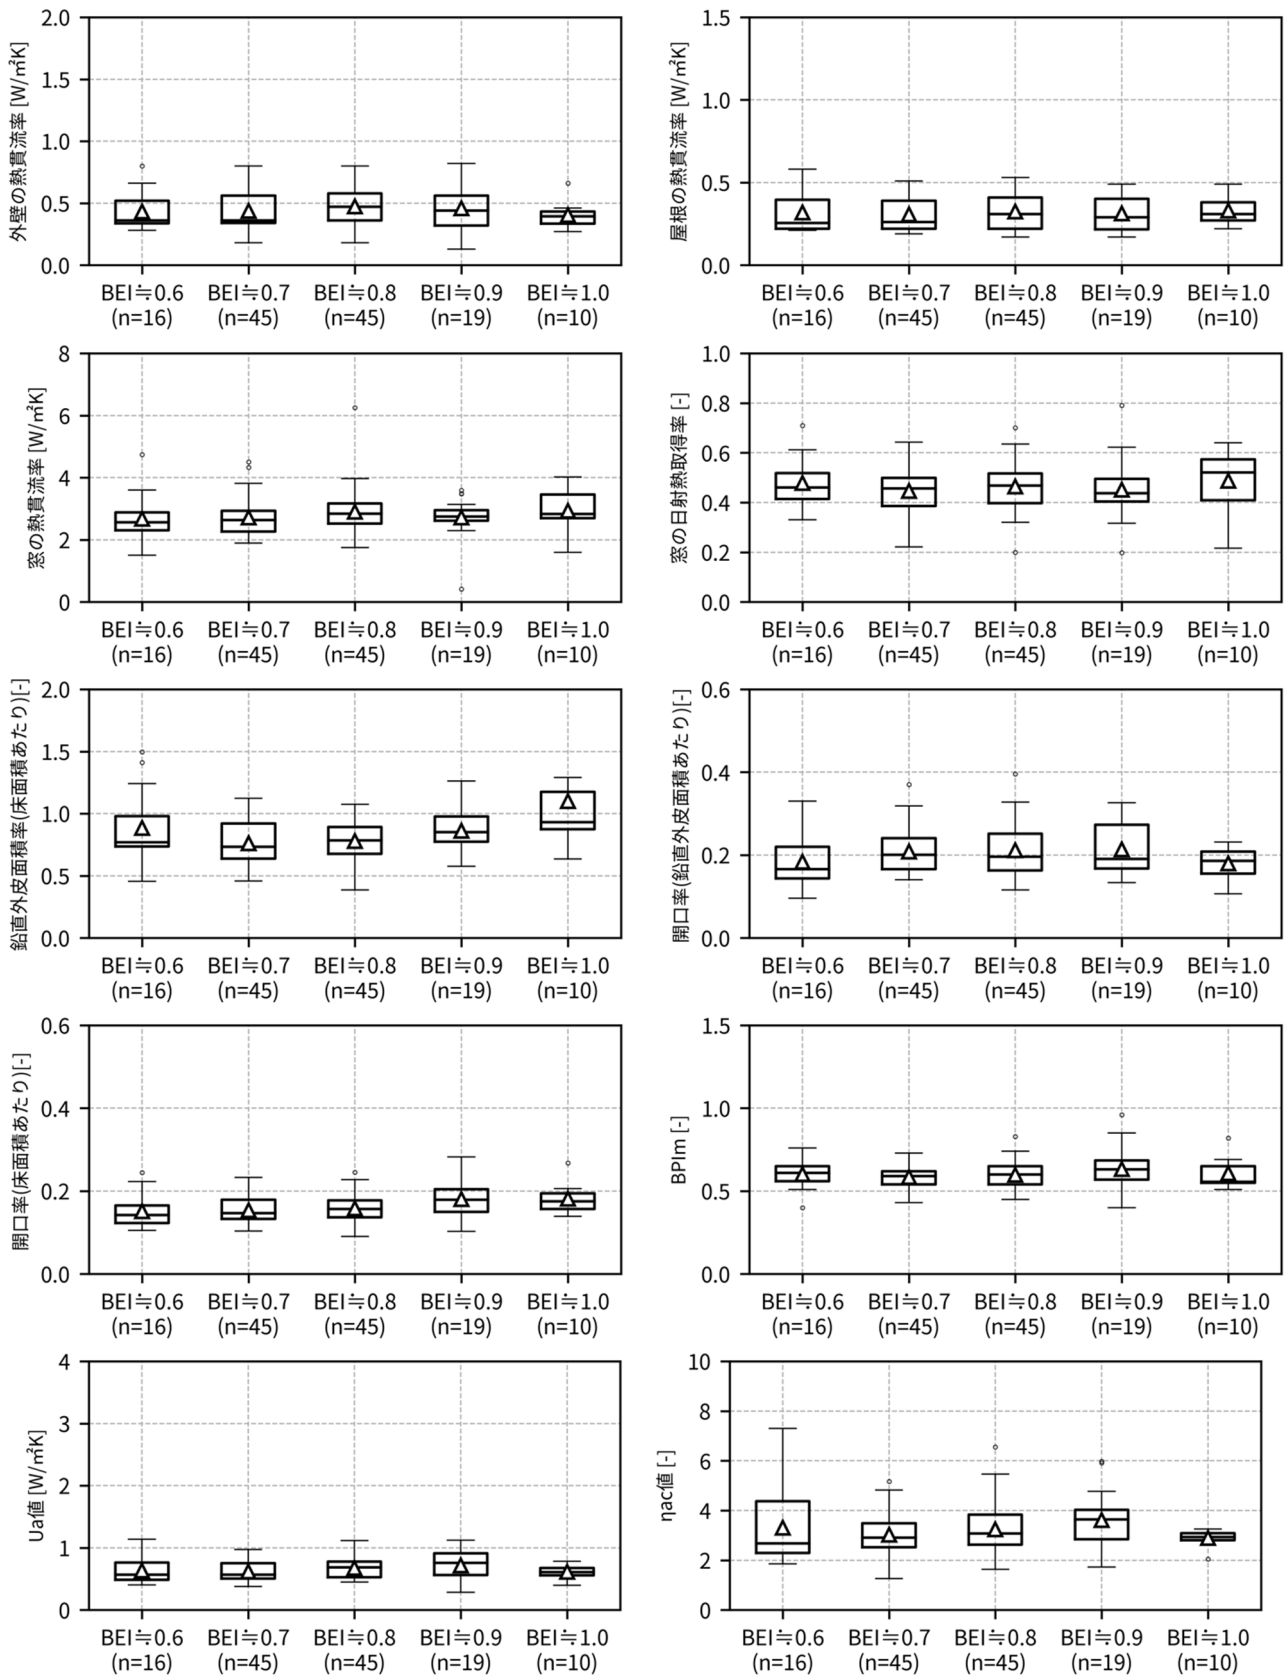 外壁の熱貫流率 [W/㎡K]
2.0
1.5
1.0
0.5
0.0
BEI≒0.6 BEI≒0.7 BEI≒0.8 BEI≒0.9 BEI≒1.0
(n=16) (n=45) (n=45) (n=19) (n=10)
屋根の熱貫流率 [W/㎡K]
1.5
1.0
0.5
0.0
BEI≒0.6 BEI≒0.7 BEI≒0.8 BEI≒0.9 BEI≒1.0
(n=16) (n=45) (n=45) (n=19) (n=10)
窓の熱貫流率 [W/㎡K]
8
6
4
2
0
BEI≒0.6 BEI≒0.7 BEI≒0.8 BEI≒0.9 BEI≒1.0
(n=16) (n=45) (n=45) (n=19) (n=10)
窓の日射熱取得率 [-]
1.0
0.8
0.6
0.4
0.2
0.0
BEI≒0.6 BEI≒0.7 BEI≒0.8 BEI≒0.9 BEI≒1.0
(n=16) (n=45) (n=45) (n=19) (n=10)
鉛直外皮面積率(床面積あたり)[-]
2.0
1.5
1.0
0.5
0.0
BEI≒0.6 BEI≒0.7 BEI≒0.8 BEI≒0.9 BEI≒1.0
(n=16) (n=45) (n=45) (n=19) (n=10)
開口率(鉛直外皮面積あたり)[-]
0.6
0.4
0.2
0.0
BEI≒0.6 BEI≒0.7 BEI≒0.8 BEI≒0.9 BEI≒1.0
(n=16) (n=45) (n=45) (n=19) (n=10)
開口率(床面積あたり)[-]
0.6
0.4
0.2
0.0
BEI≒0.6 BEI≒0.7 BEI≒0.8 BEI≒0.9 BEI≒1.0
(n=16) (n=45) (n=45) (n=19) (n=10)
BPIm [-]
1.5
1.0
0.5
0.0
BEI≒0.6 BEI≒0.7 BEI≒0.8 BEI≒0.9 BEI≒1.0
(n=16) (n=45) (n=45) (n=19) (n=10)
Ua値 [W/㎡K]
4
3
2
1
0
BEI≒0.6 BEI≒0.7 BEI≒0.8 BEI≒0.9 BEI≒1.0
(n=16) (n=45) (n=45) (n=19) (n=10)
ηac値 [-]
10
8
6
4
2
0
BEI≒0.6 BEI≒0.7 BEI≒0.8 BEI≒0.9 BEI≒1.0
(n=16) (n=45) (n=45) (n=19) (n=10)